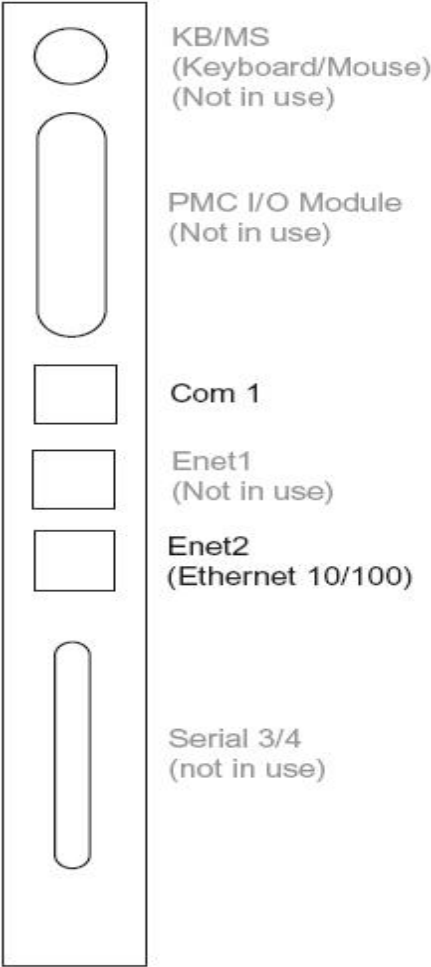 KB/MS
(Keyboard/Mouse)
(Not in use)
PMC I/O Module
(Not in use)
Com 1
Enet1
(Not in use)
Enet2
(Ethernet 10/100)
Serial 3/4
(not in use)